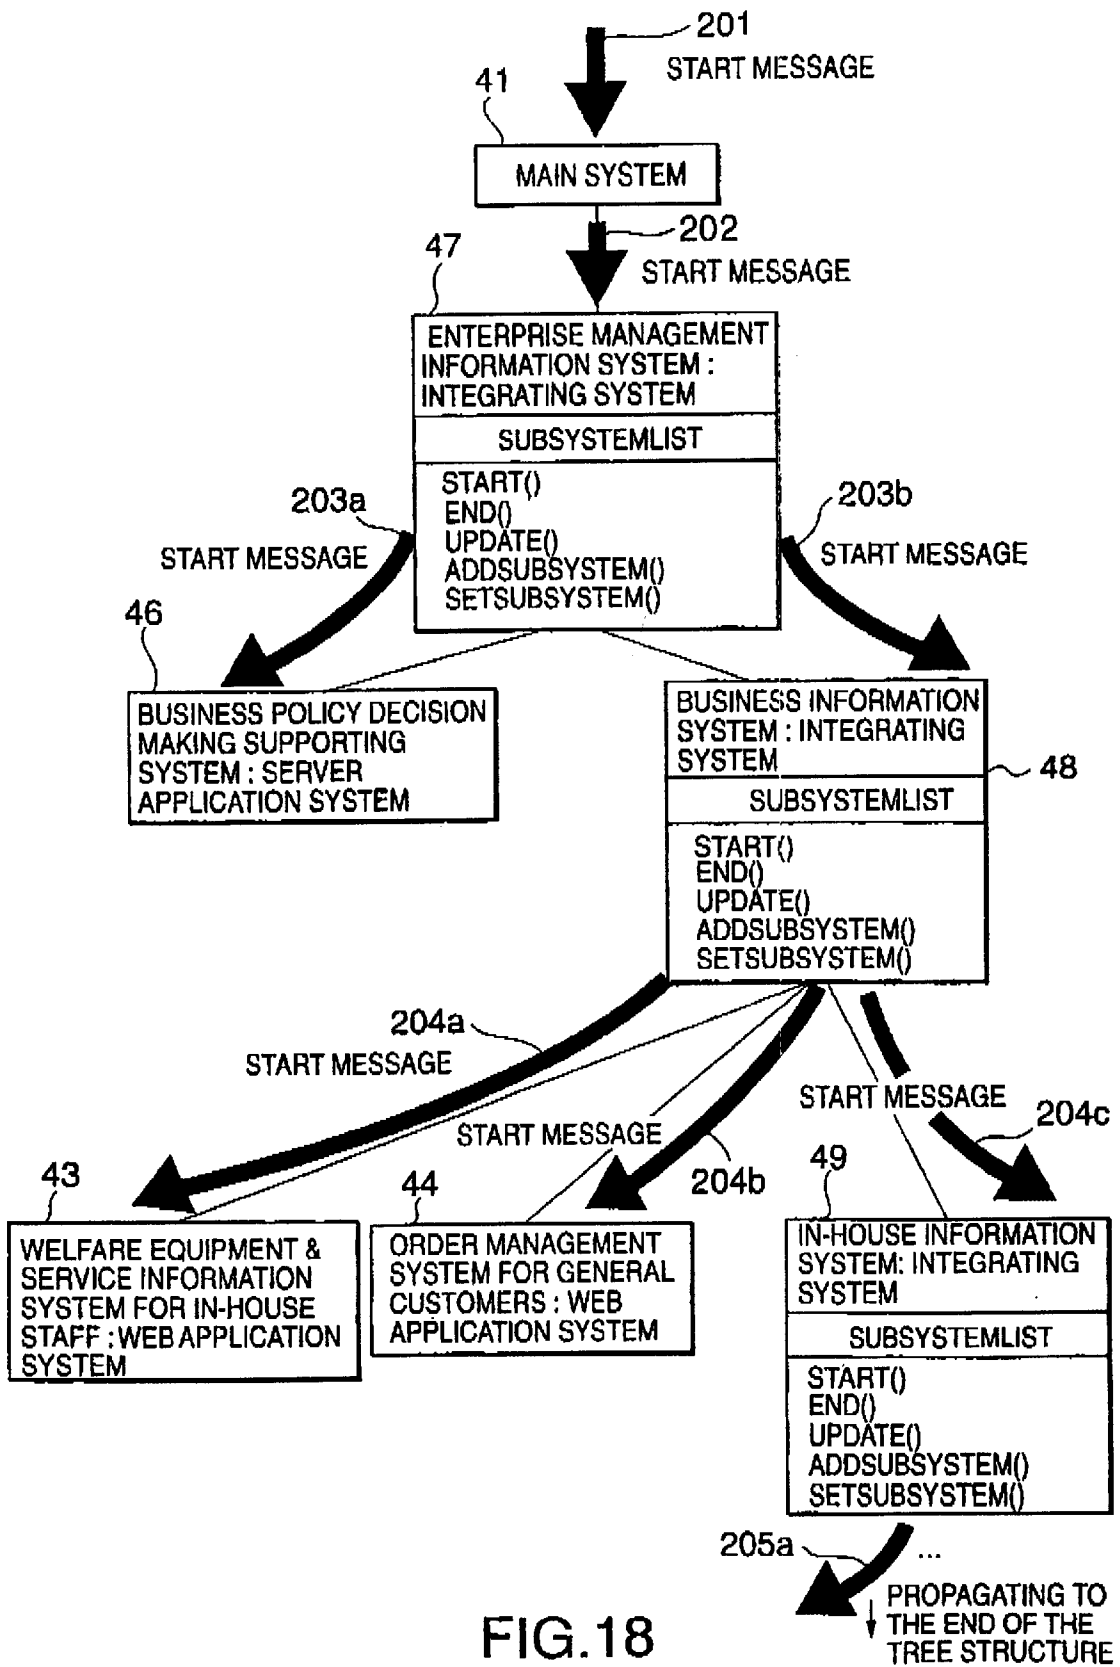 201
START MESSAGE
41
MAIN SYSTEM
202
START MESSAGE
47
ENTERPRISE MANAGEMENT
INFORMATION SYSTEM :
INTEGRATING SYSTEM
SUBSYSTEMLIST
START()
END()
UPDATE()
ADDSUBSYSTEM()
SETSUBSYSTEM()
203a
START MESSAGE
203b
START MESSAGE
46
BUSINESS POLICY DECISION
MAKING SUPPORTING
SYSTEM : SERVER
APPLICATION SYSTEM
BUSINESS INFORMATION
SYSTEM : INTEGRATING
SYSTEM
48
SUBSYSTEMLIST
START()
END()
UPDATE()
ADDSUBSYSTEM()
SETSUBSYSTEM()
204a
START MESSAGE
START MESSAGE
204b
START MESSAGE
204c
43
WELFARE EQUIPMENT &
SERVICE INFORMATION
SYSTEM FOR IN-HOUSE
STAFF : WEB APPLICATION
SYSTEM
44
ORDER MANAGEMENT
SYSTEM FOR GENERAL
CUSTOMERS : WEB
APPLICATION SYSTEM
49
IN-HOUSE INFORMATION
SYSTEM: INTEGRATING
SYSTEM
SUBSYSTEMLIST
START()
END()
UPDATE()
ADDSUBSYSTEM()
SETSUBSYSTEM()
205a
...
PROPAGATING TO
THE END OF THE
TREE STRUCTURE
FIG.18